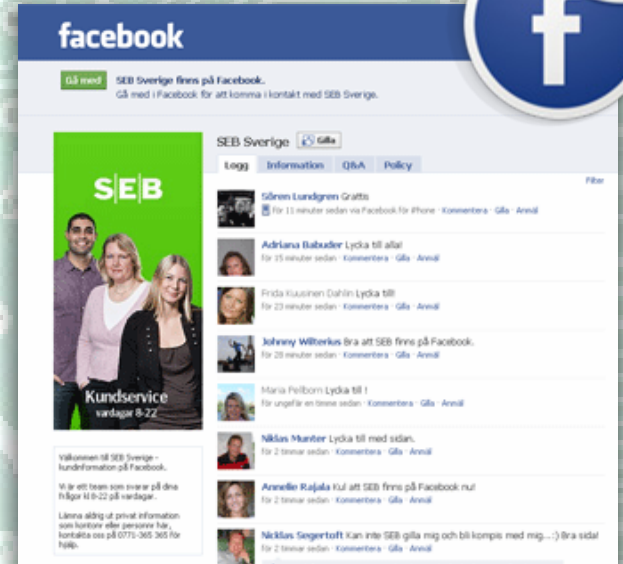 facebook
f
Gå med
SEB Sverige finns på Facebook.
Gå med i Facebook för att komma i kontakt med SEB Sverige.
SEB Sverige Gilla
Logg Information Q&A Policy
Filter
Sören Lundgren Grattis
för 11 minuter sedan via Facebook för iPhone · Kommentera · Gilla · Anmäl
Adriana Babuder Lycka till alla!
för 15 minuter sedan · Kommentera · Gilla · Anmäl
Frida Kuusinen Dahlin Lycka till!
för 23 minuter sedan · Kommentera · Gilla · Anmäl
Johnny Wilterius Bra att SEB finns på Facebook.
för 28 minuter sedan · Kommentera · Gilla · Anmäl
Maria Pellborn Lycka till !
för ungefär en timme sedan · Kommentera · Gilla · Anmäl
Niklas Munter Lycka till med sidan.
för 2 timmar sedan · Kommentera · Gilla · Anmäl
Annelie Rajala Kul att SEB finns på Facebook nu!
för 2 timmar sedan · Kommentera · Gilla · Anmäl
Nicklas Segertoft Kan inte SEB gilla mig och bli kompis med mig...:) Bra sida!
för 2 timmar sedan · Kommentera · Gilla · Anmäl
S|E|B
Kundservice
vardagar 8-22
Välkommen till SEB Sverige -
kundinformation på Facebook.
Vi är ett team som svarar på dina
frågor kl 8-22 på vardagar.
Lämna aldrig ut privat information
som kontonr eller personnr här,
kontakta oss på 0771-365 365 för
hjälp.